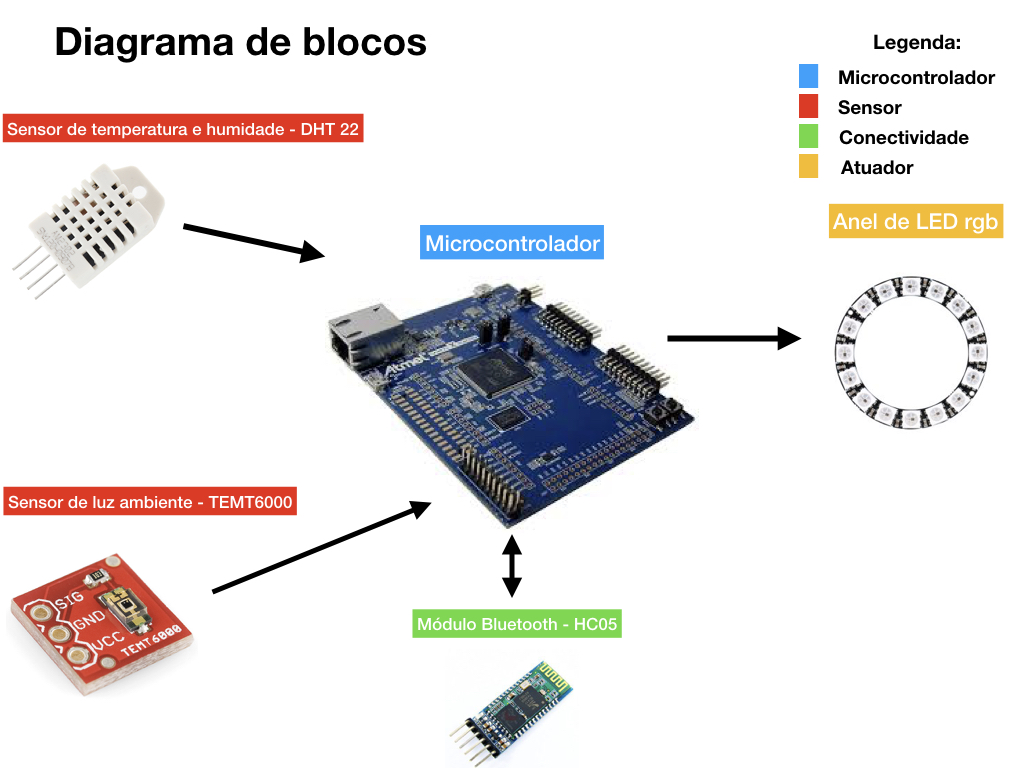 Diagrama de blocos
Legenda:
Microcontrolador
Sensor
Conectividade
Atuador
Sensor de temperatura e humidade - DHT 22
Anel de LED rgb
Microcontrolador
Atmel
Sensor de luz ambiente - TEMT6000
SIG
GND
VCC
TEMT6000
Módulo Bluetooth - HC05